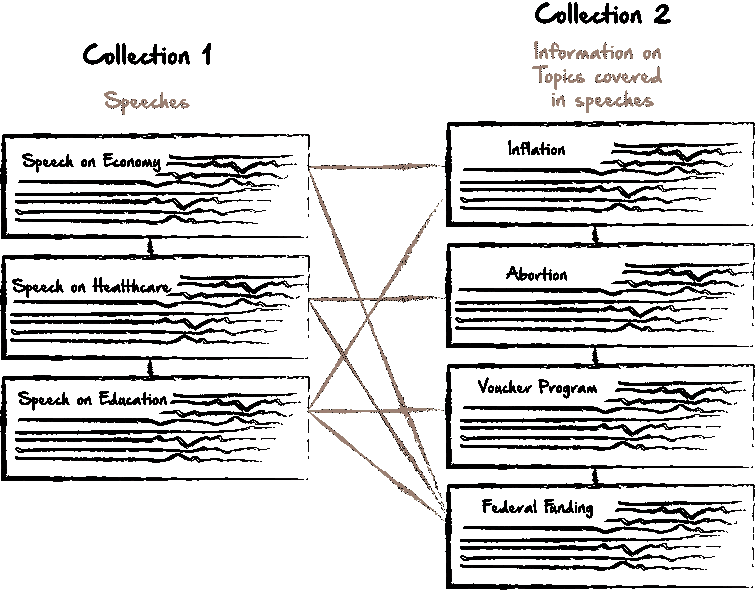 Collection 1
Speeches
Speech on Economy
Speech on Healthcare
Speech on Education
Collection 2
Information on
Topics covered
in speeches
Inflation
Abortion
Voucher Program
Federal Funding